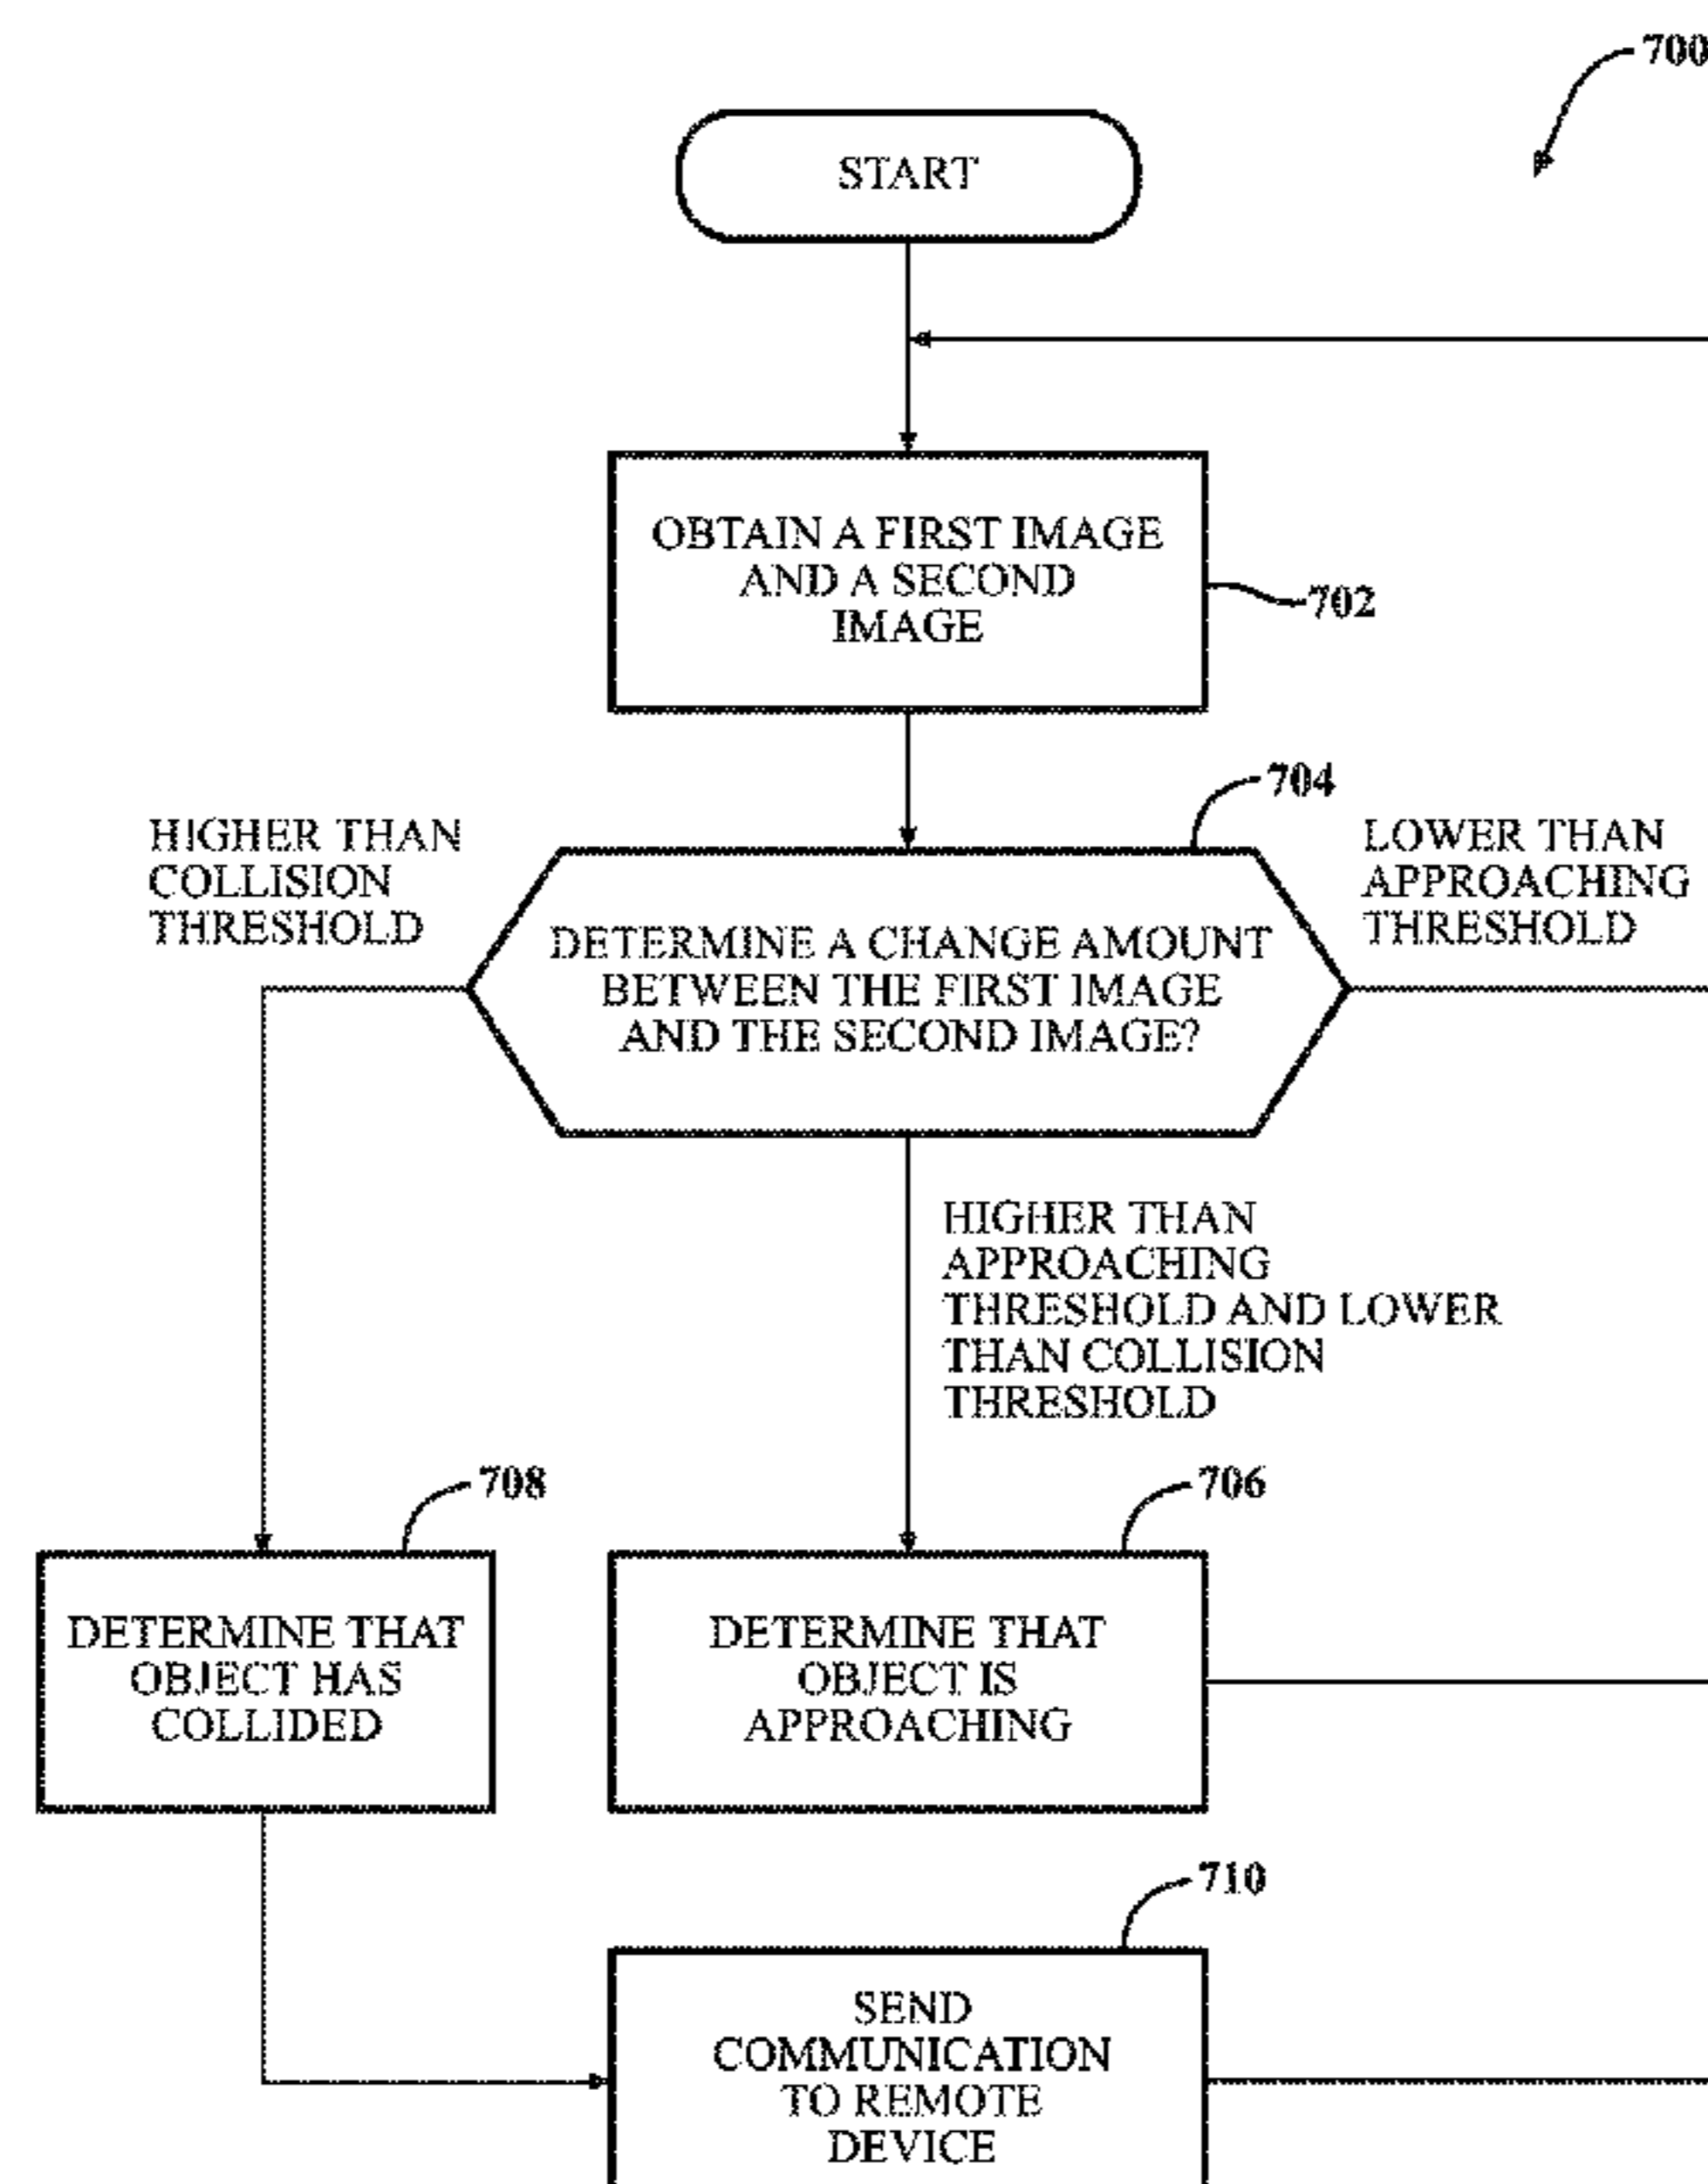 700
START
OBTAIN A FIRST IMAGE
AND A SECOND
IMAGE
702
704
HIGHER THAN
COLLISION
THRESHOLD
LOWER THAN
APPROACHING
THRESHOLD
DETERMINE A CHANGE AMOUNT
BETWEEN THE FIRST IMAGE
AND THE SECOND IMAGE?
HIGHER THAN
APPROACHING
THRESHOLD AND LOWER
THAN COLLISION
THRESHOLD
708
706
DETERMINE THAT
OBJECT HAS
COLLIDED
DETERMINE THAT
OBJECT IS
APPROACHING
710
SEND
COMMUNICATION
TO REMOTE
DEVICE